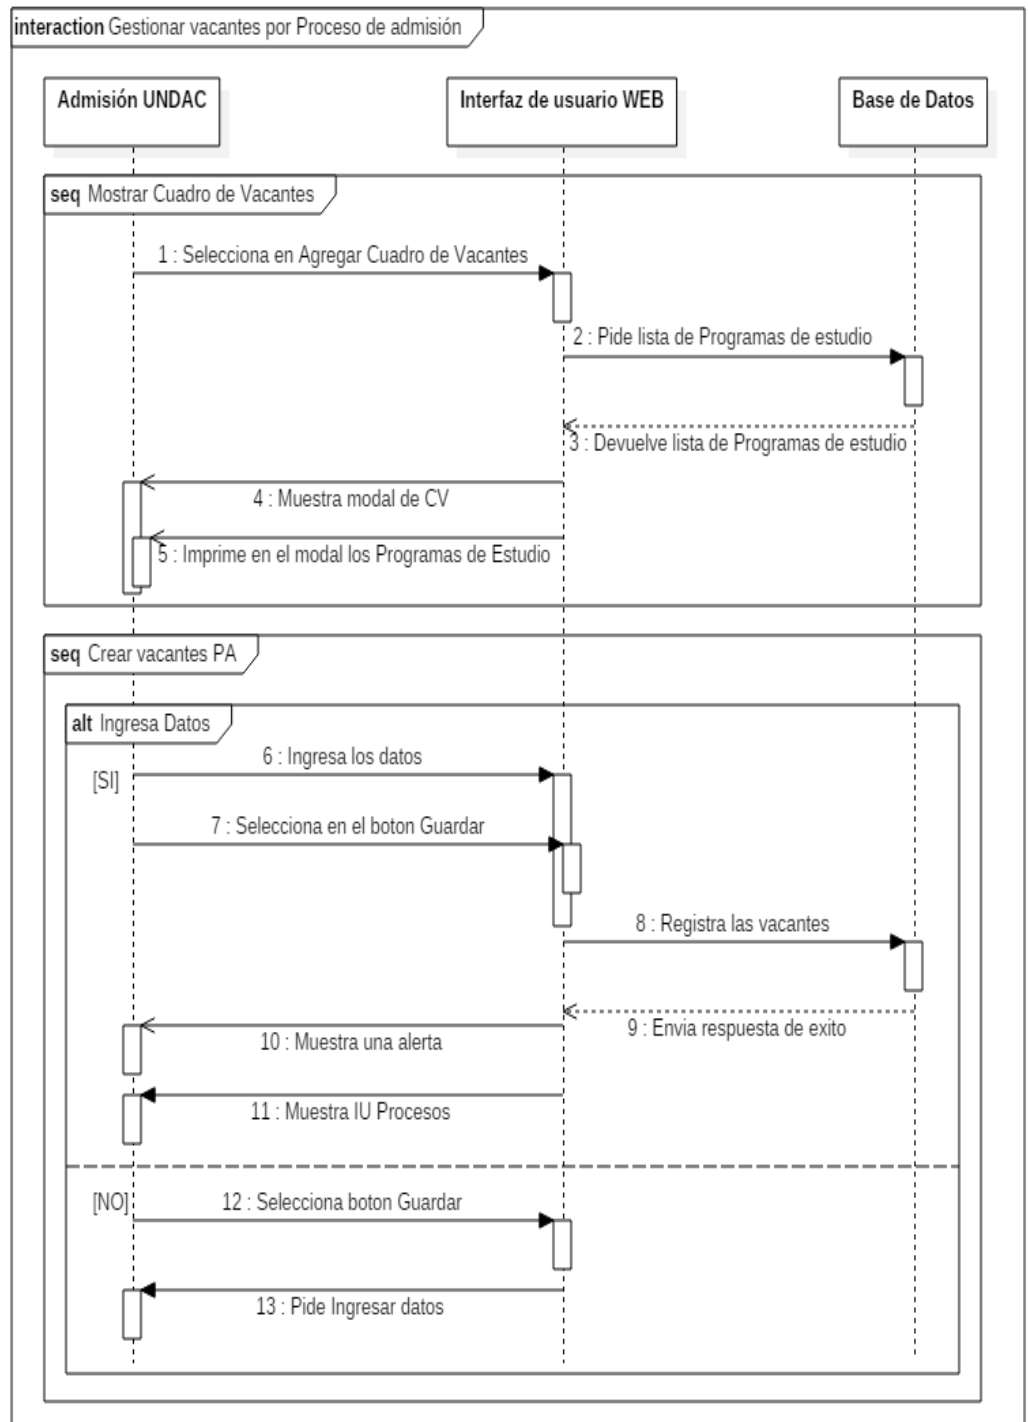 interaction Gestionar vacantes por Proceso de admisión
Admisión UNDAC
Interfaz de usuario WEB
Base de Datos
seq Mostrar Cuadro de Vacantes
1 : Selecciona en Agregar Cuadro de Vacantes
2 : Pide lista de Programas de estudio
3 : Devuelve lista de Programas de estudio
4 : Muestra modal de CV
5 : Imprime en el modal los Programas de Estudio
seq Crear vacantes PA
alt Ingresa Datos
6 : Ingresa los datos
[SI]
7 : Selecciona en el boton Guardar
8 : Registra las vacantes
9 : Envia respuesta de exito
10 : Muestra una alerta
11 : Muestra IU Procesos
[NO]
12 : Selecciona boton Guardar
13 : Pide Ingresar datos